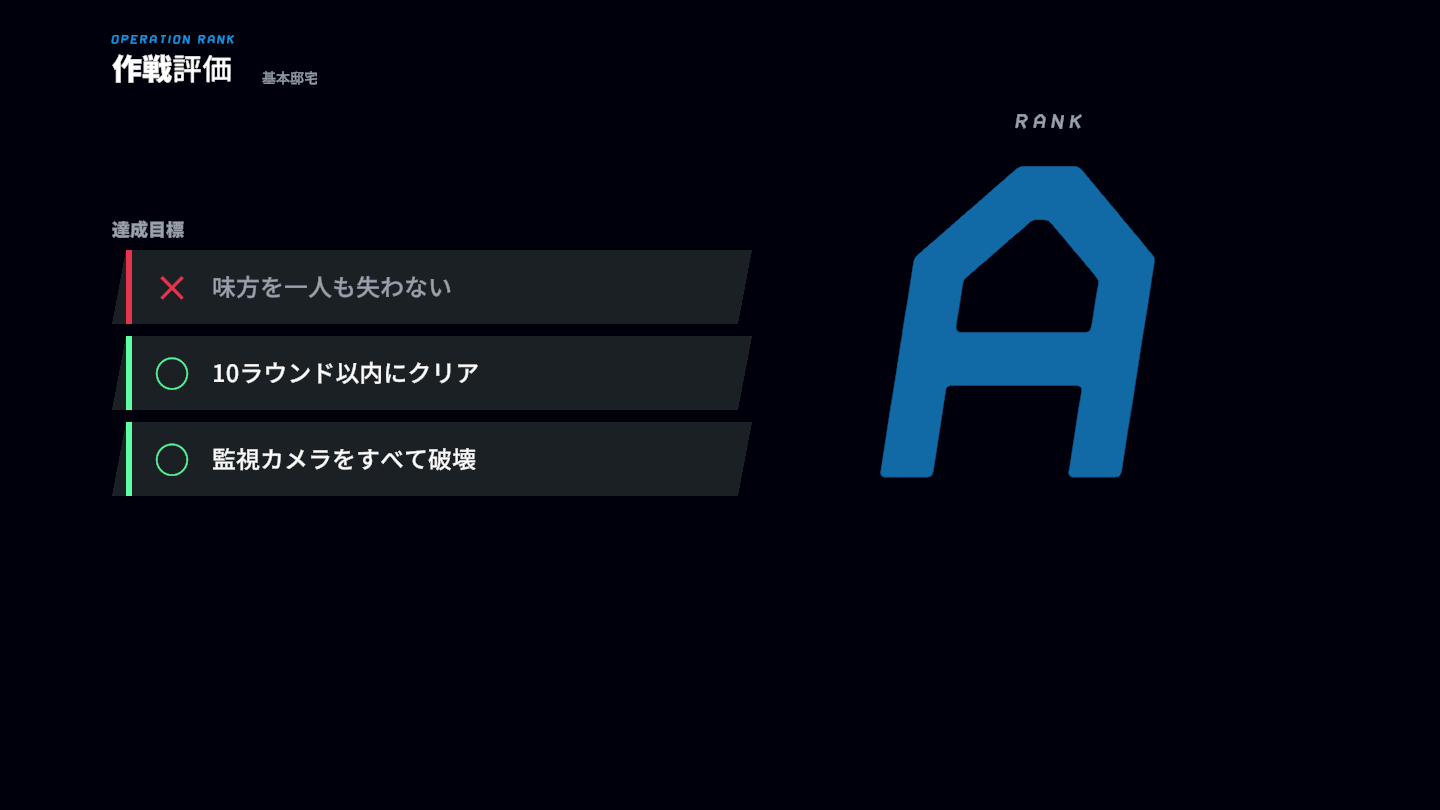 OPERATION RANK
作戦評価 基本邸宅
RANK
A
達成目標
味方を一人も失わない
10ラウンド以内にクリア
監視カメラをすべて破壊